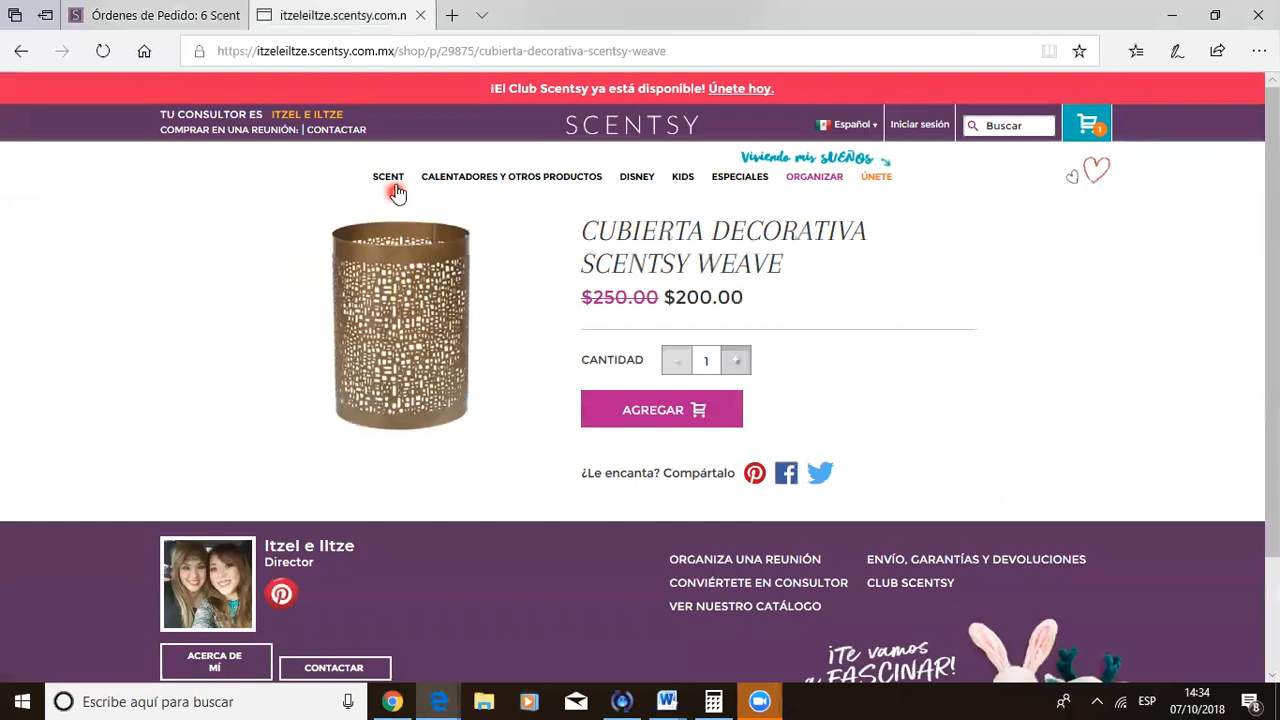 Órdenes de Pedido: 6 Scent
itzeleiltze.scentsy.com.n
https://itzeleiltze.scentsy.com.mx/shop/p/29875/cubierta-decorativa-scentsy-weave
¡El Club Scentsy ya está disponible! Únete hoy.
TU CONSULTOR ES ITZEL E ILTZE
COMPRAR EN UNA REUNIÓN: | CONTACTAR
SCENTSY
Español
Iniciar sesión
Buscar
1
Viviendo mis SUEÑOS
SCENT CALENTADORES Y OTROS PRODUCTOS DISNEY KIDS ESPECIALES ORGANIZAR ÚNETE
CUBIERTA DECORATIVA
SCENTSY WEAVE
$250.00 $200.00
CANTIDAD - 1 +
AGREGAR
¿Le encanta? Compártalo
Itzel e Iltze
Director
ORGANIZA UNA REUNIÓN
CONVIÉRTETE EN CONSULTOR
VER NUESTRO CATÁLOGO
ENVÍO, GARANTÍAS Y DEVOLUCIONES
CLUB SCENTSY
ACERCA DE
MÍ
CONTACTAR
¡Te vamos
a FASCINAR!
Escribe aquí para buscar
ESP
14:34
07/10/2018
8